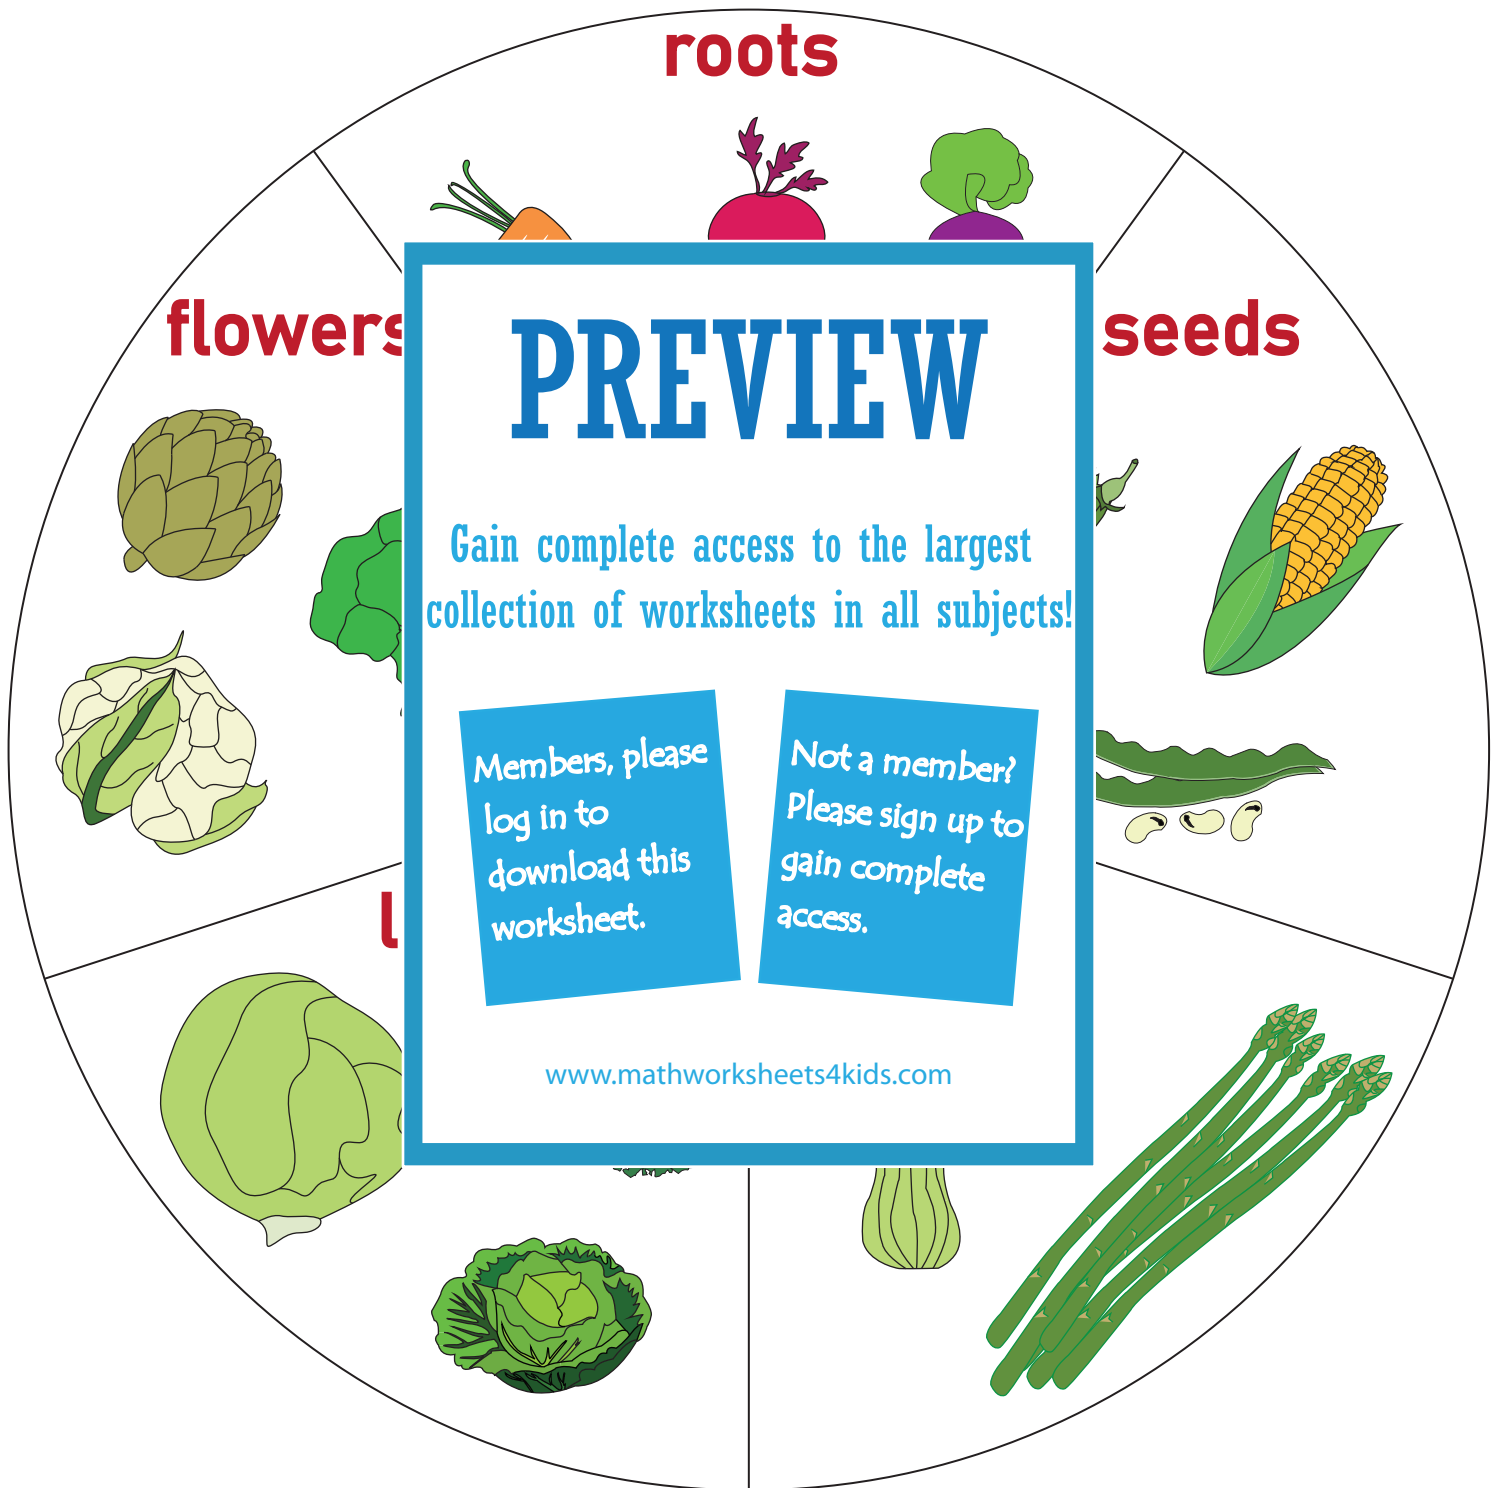 roots
flowers
seeds
PREVIEW
Gain complete access to the largest
collection of worksheets in all subjects!
Members, please
log in to
download this
worksheet.
Not a member?
Please sign up to
gain complete
access.
www.mathworksheets4kids.com